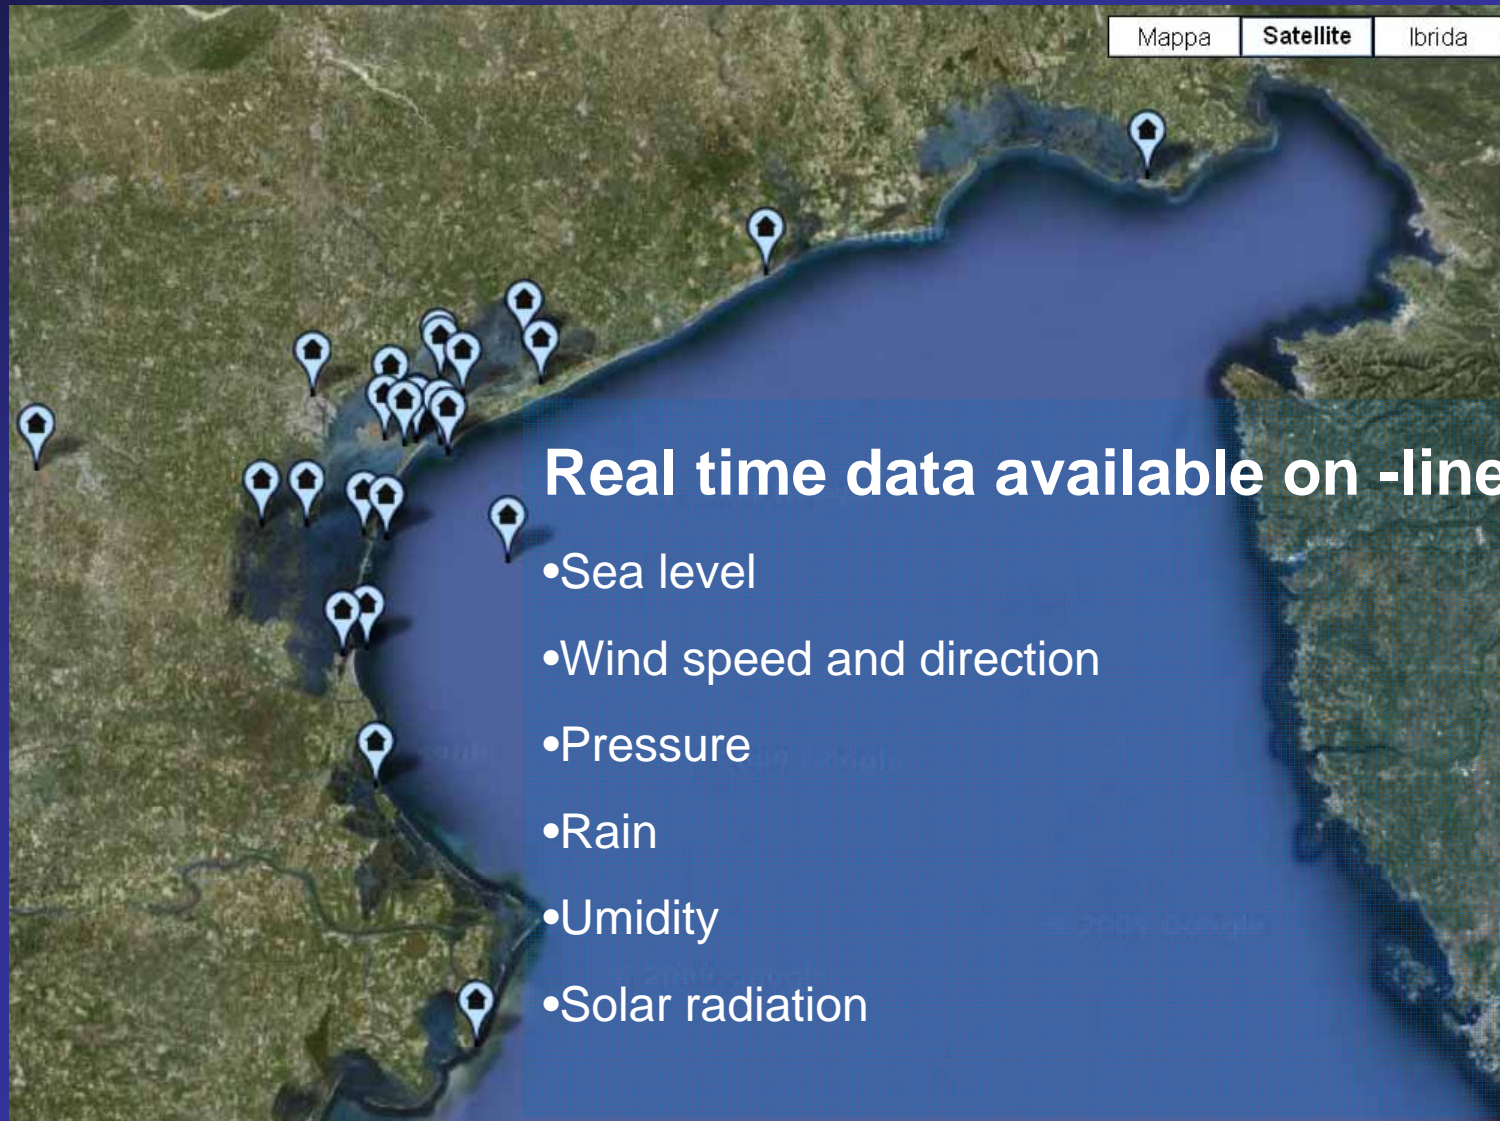 Mappa Satellite Ibrida
Real time data available on -line
•Sea level
•Wind speed and direction
•Pressure
•Rain
•Umidity
•Solar radiation